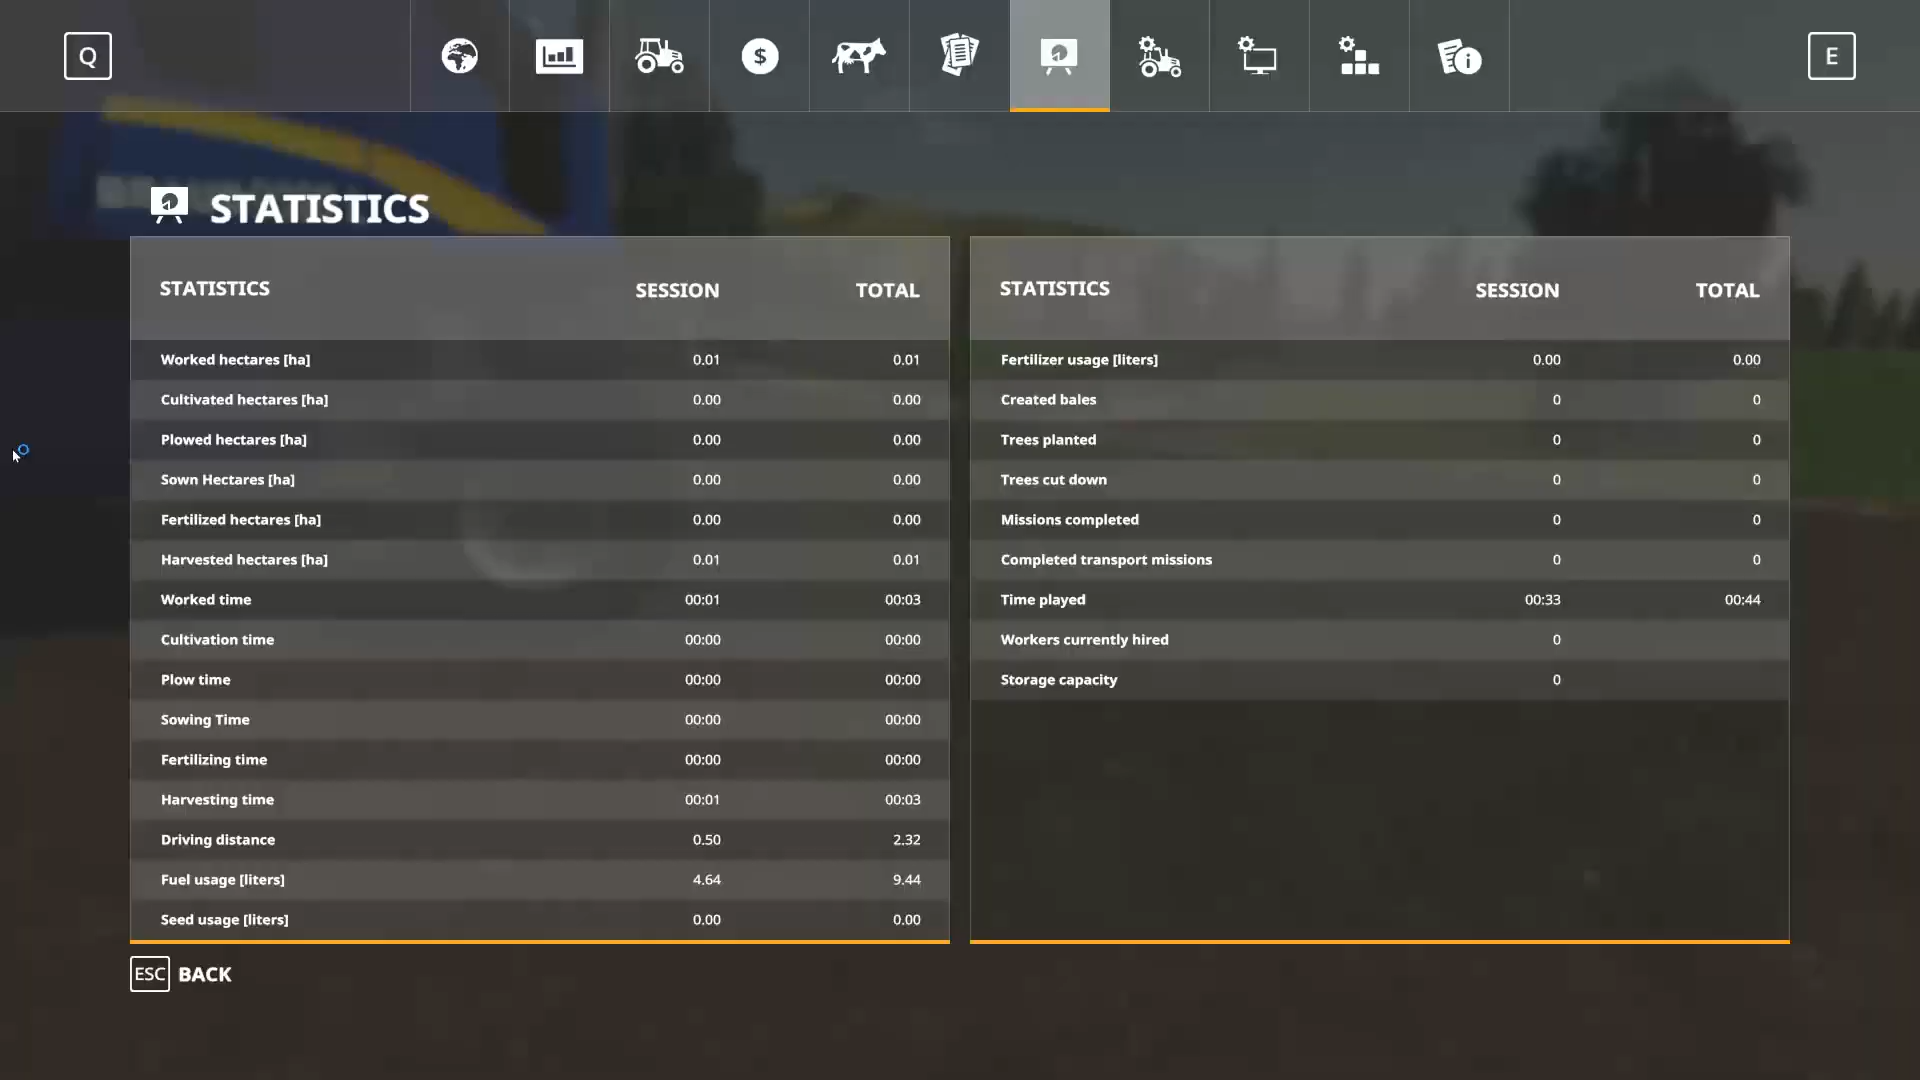 Q
E
STATISTICS
STATISTICS SESSION TOTAL
Worked hectares [ha] 0.01 0.01
Cultivated hectares [ha] 0.00 0.00
Plowed hectares [ha] 0.00 0.00
Sown Hectares [ha] 0.00 0.00
Fertilized hectares [ha] 0.00 0.00
Harvested hectares [ha] 0.01 0.01
Worked time 00:01 00:03
Cultivation time 00:00 00:00
Plow time 00:00 00:00
Sowing Time 00:00 00:00
Fertilizing time 00:00 00:00
Harvesting time 00:01 00:03
Driving distance 0.50 2.32
Fuel usage [liters] 4.64 9.44
Seed usage [liters] 0.00 0.00
STATISTICS SESSION TOTAL
Fertilizer usage [liters] 0.00 0.00
Created bales 0 0
Trees planted 0 0
Trees cut down 0 0
Missions completed 0 0
Completed transport missions 0 0
Time played 00:33 00:44
Workers currently hired 0
Storage capacity 0
ESC BACK